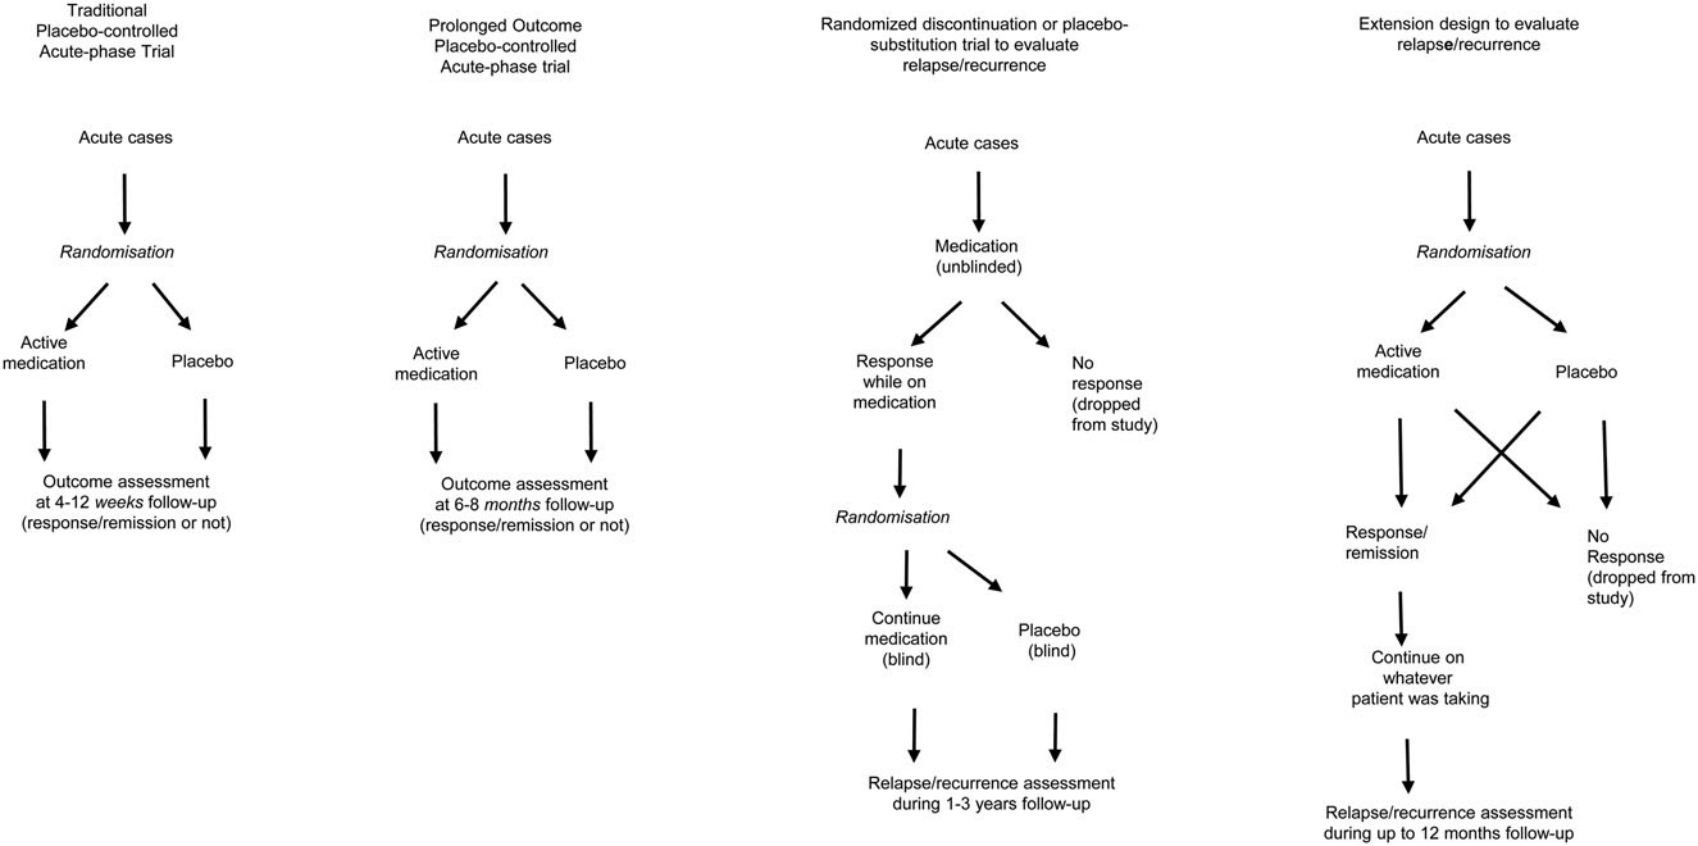 Traditional
Placebo-controlled
Acute-phase Trial
Acute cases
Randomisation
Active
medication
Placebo
Outcome assessment
at 4-12 weeks follow-up
(response/remission or not)
Prolonged Outcome
Placebo-controlled
Acute-phase trial
Acute cases
Randomisation
Active
medication
Placebo
Outcome assessment
at 6-8 months follow-up
(response/remission or not)
Randomized discontinuation or placebo-
substitution trial to evaluate
relapse/recurrence
Acute cases
Medication
(unblinded)
Response
while on
medication
No
response
(dropped
from study)
Randomisation
Continue
medication
(blind)
Placebo
(blind)
Relapse/recurrence assessment
during 1-3 years follow-up
Extension design to evaluate
relapse/recurrence
Acute cases
Randomisation
Active
medication
Placebo
Response/
remission
No
Response
(dropped from
study)
Continue on
whatever
patient was taking
Relapse/recurrence assessment
during up to 12 months follow-up